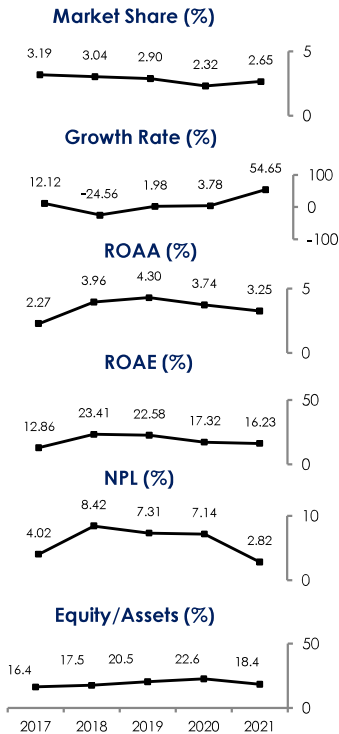 Market Share (%)
3.19 3.04 2.90 2.32 2.65
5
0
Growth Rate (%)
12.12 -24.56 1.98 3.78 54.65
100
0
-100
ROAA (%)
2.27 3.96 4.30 3.74 3.25
5
0
ROAE (%)
12.86 23.41 22.58 17.32 16.23
50
0
NPL (%)
4.02 8.42 7.31 7.14 2.82
10
0
Equity/Assets (%)
16.4 17.5 20.5 22.6 18.4
50
0
2017 2018 2019 2020 2021